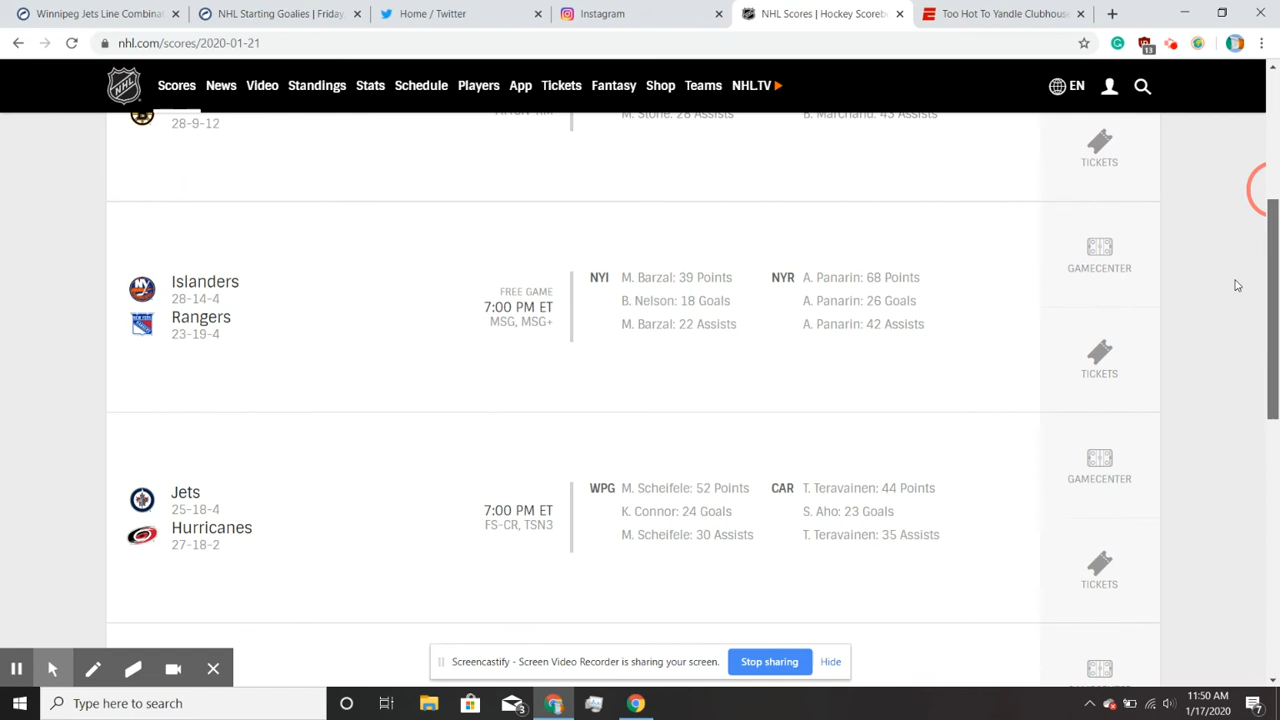 Winnipeg Jets Line Combinat
NHL Starting Goalies | Friday,
Home / Twitter
Instagram
NHL Scores | Hockey Scoreb
Too Hot To Yandle Clubhouse
nhl.com/scores/2020-01-21
13
NHL
Scores News Video Standings Stats Schedule Players App Tickets Fantasy Shop Teams NHL.TV
EN
28-9-12
M. Stone: 28 Assists
B. Marchand: 43 Assists
TICKETS
Islanders
28-14-4
Rangers
23-19-4
FREE GAME
7:00 PM ET
MSG, MSG+
NYI M. Barzal: 39 Points
B. Nelson: 18 Goals
M. Barzal: 22 Assists
NYR A. Panarin: 68 Points
A. Panarin: 26 Goals
A. Panarin: 42 Assists
GAMECENTER
TICKETS
Jets
25-18-4
Hurricanes
27-18-2
7:00 PM ET
FS-CR, TSN3
WPG M. Scheifele: 52 Points
K. Connor: 24 Goals
M. Scheifele: 30 Assists
CAR T. Teravainen: 44 Points
S. Aho: 23 Goals
T. Teravainen: 35 Assists
GAMECENTER
TICKETS
Screencastify - Screen Video Recorder is sharing your screen.
Stop sharing
Hide
Type here to search
3
11:50 AM
1/17/2020
7